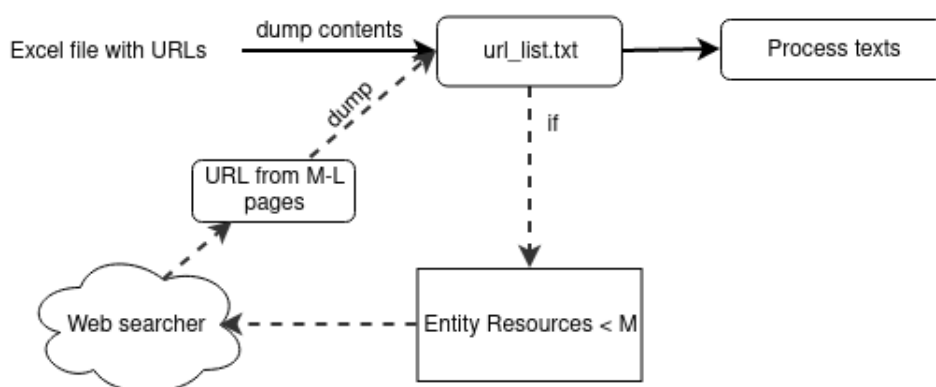 dump contents
Excel file with URLs
url_list.txt
Process texts
dump
if
URL from M-L
pages
Web searcher
Entity Resources < M